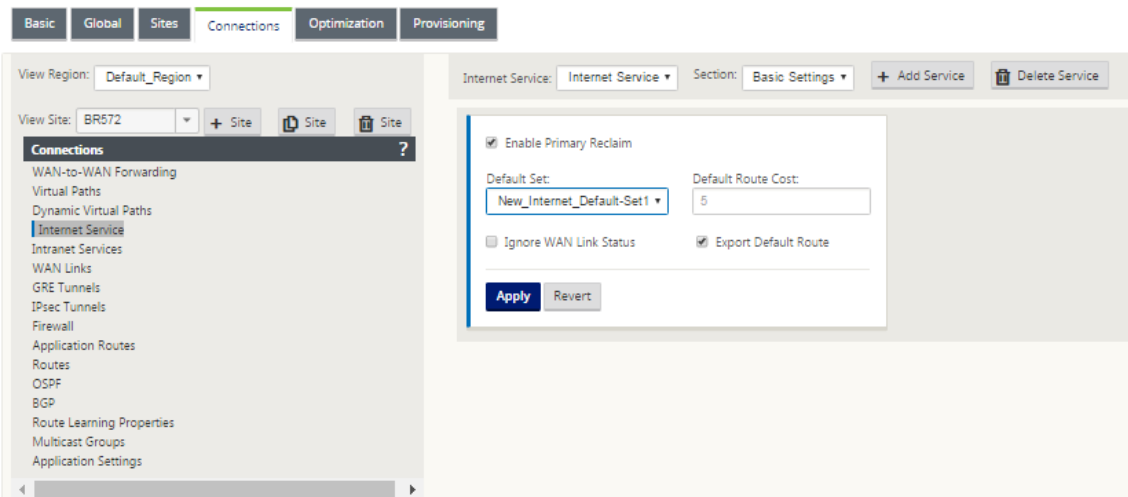 Basic Global Sites Connections Optimization Provisioning
View Region: Default_Region
Internet Service: Internet Service Section: Basic Settings + Add Service Delete Service
View Site: BR572 + Site Site Site
Connections ?
WAN-to-WAN Forwarding
Virtual Paths
Dynamic Virtual Paths
Internet Service
Intranet Services
WAN Links
GRE Tunnels
IPsec Tunnels
Firewall
Application Routes
Routes
OSPF
BGP
Route Learning Properties
Multicast Groups
Application Settings
Enable Primary Reclaim
Default Set: Default Route Cost:
New_Internet_Default-Set1 5
Ignore WAN Link Status Export Default Route
Apply Revert